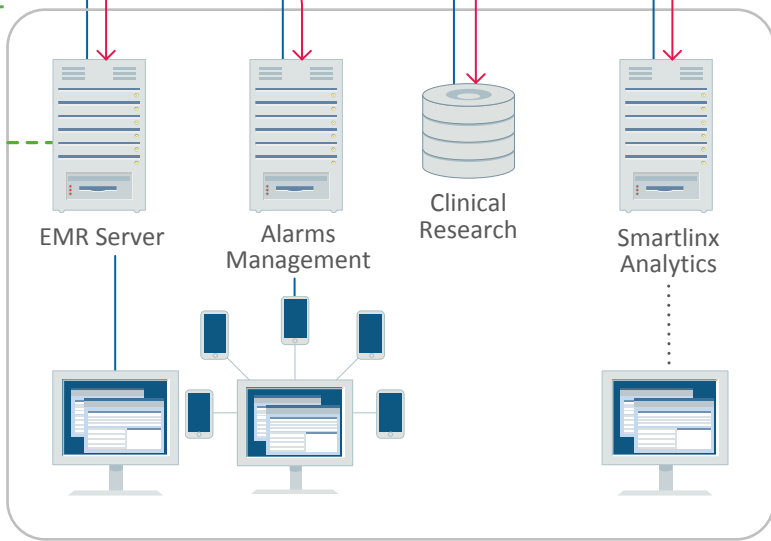 EMR Server
Alarms
Management
Clinical
Research
Smartlinx
Analytics